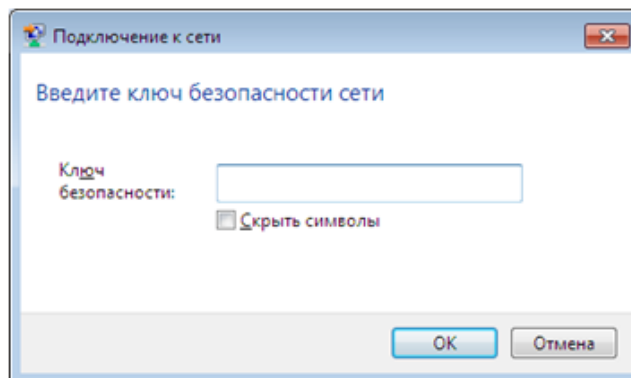 Подключение к сети
Введите ключ безопасности сети
Ключ
безопасности:
Скрыть символы
OK
Отмена